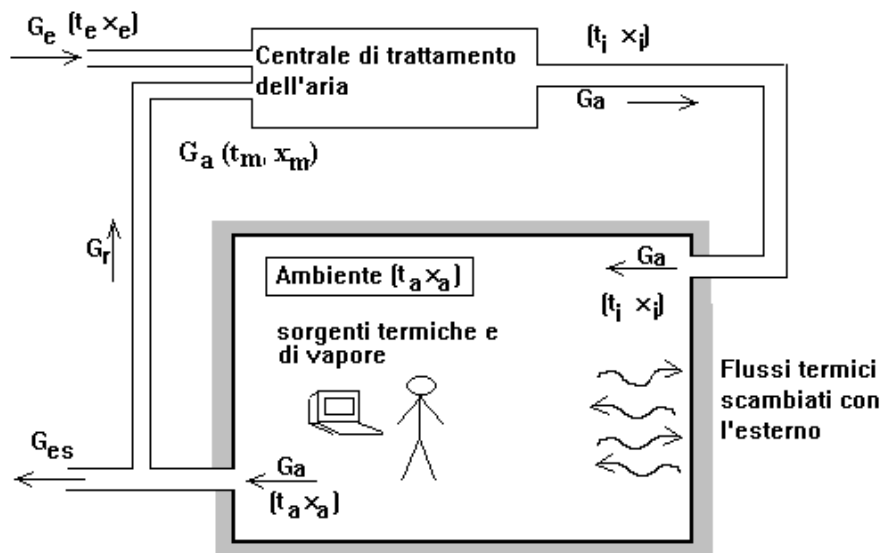 Ge (te xe)
Centrale di trattamento
dell'aria
(ti xi)
Ga
Ga (tm, xm)
Gr
Ambiente (ta xa)
Ga
(ti xi)
sorgenti termiche e
di vapore
Flussi termici
scambiati con
l'esterno
Ges
Ga
(ta xa)